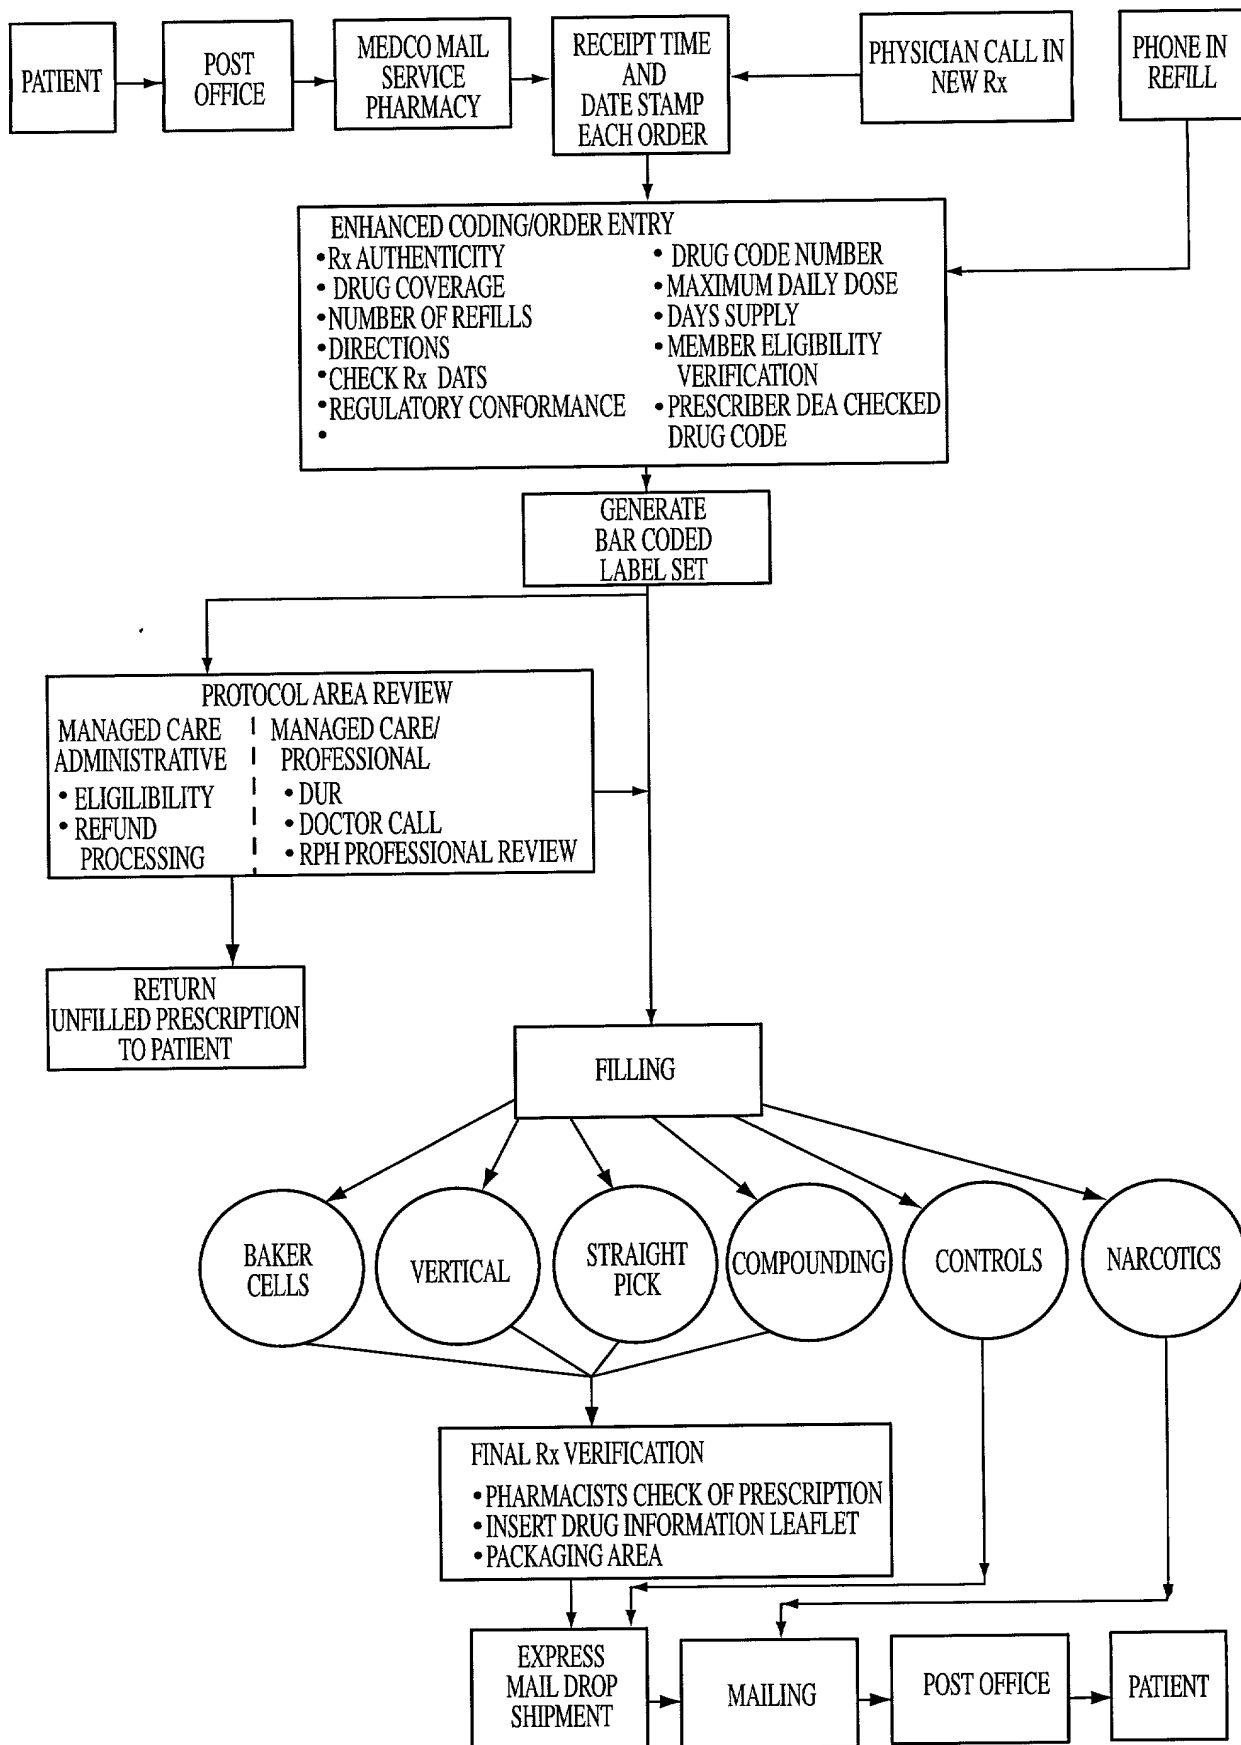 PATIENT
POST
OFFICE
MEDCO MAIL
SERVICE
PHARMACY
RECEIPT TIME
AND
DATE STAMP
EACH ORDER
PHYSICIAN CALL IN
NEW Rx
PHONE IN
REFILL
ENHANCED CODING/ORDER ENTRY
• Rx AUTHENTICITY
• DRUG COVERAGE
• NUMBER OF REFILLS
• DIRECTIONS
• CHECK Rx DATS
• REGULATORY CONFORMANCE
•
• DRUG CODE NUMBER
• MAXIMUM DAILY DOSE
• DAYS SUPPLY
• MEMBER ELIGIBILITY
VERIFICATION
• PRESCRIBER DEA CHECKED
DRUG CODE
GENERATE
BAR CODED
LABEL SET
PROTOCOL AREA REVIEW
MANAGED CARE
ADMINISTRATIVE
• ELIGILIBILITY
• REFUND
PROCESSING
MANAGED CARE/
PROFESSIONAL
• DUR
• DOCTOR CALL
• RPH PROFESSIONAL REVIEW
RETURN
UNFILLED PRESCRIPTION
TO PATIENT
FILLING
BAKER
CELLS
VERTICAL
STRAIGHT
PICK
COMPOUNDING
CONTROLS
NARCOTICS
FINAL Rx VERIFICATION
• PHARMACISTS CHECK OF PRESCRIPTION
• INSERT DRUG INFORMATION LEAFLET
• PACKAGING AREA
EXPRESS
MAIL DROP
SHIPMENT
MAILING
POST OFFICE
PATIENT